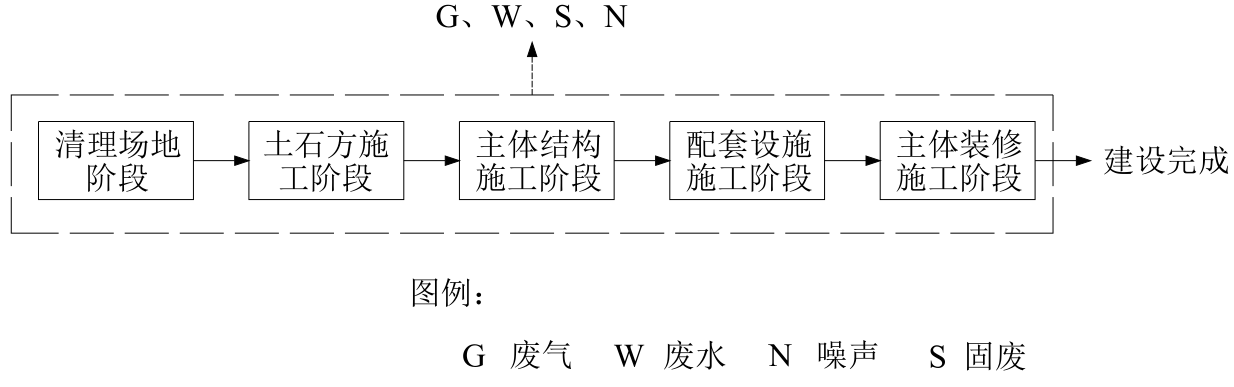 G、W、S、N
清理场地
阶段
土石方施
工阶段
主体结构
施工阶段
配套设施
施工阶段
主体装修
施工阶段
建设完成
图例：
G 废气 W 废水 N 噪声 S 固废